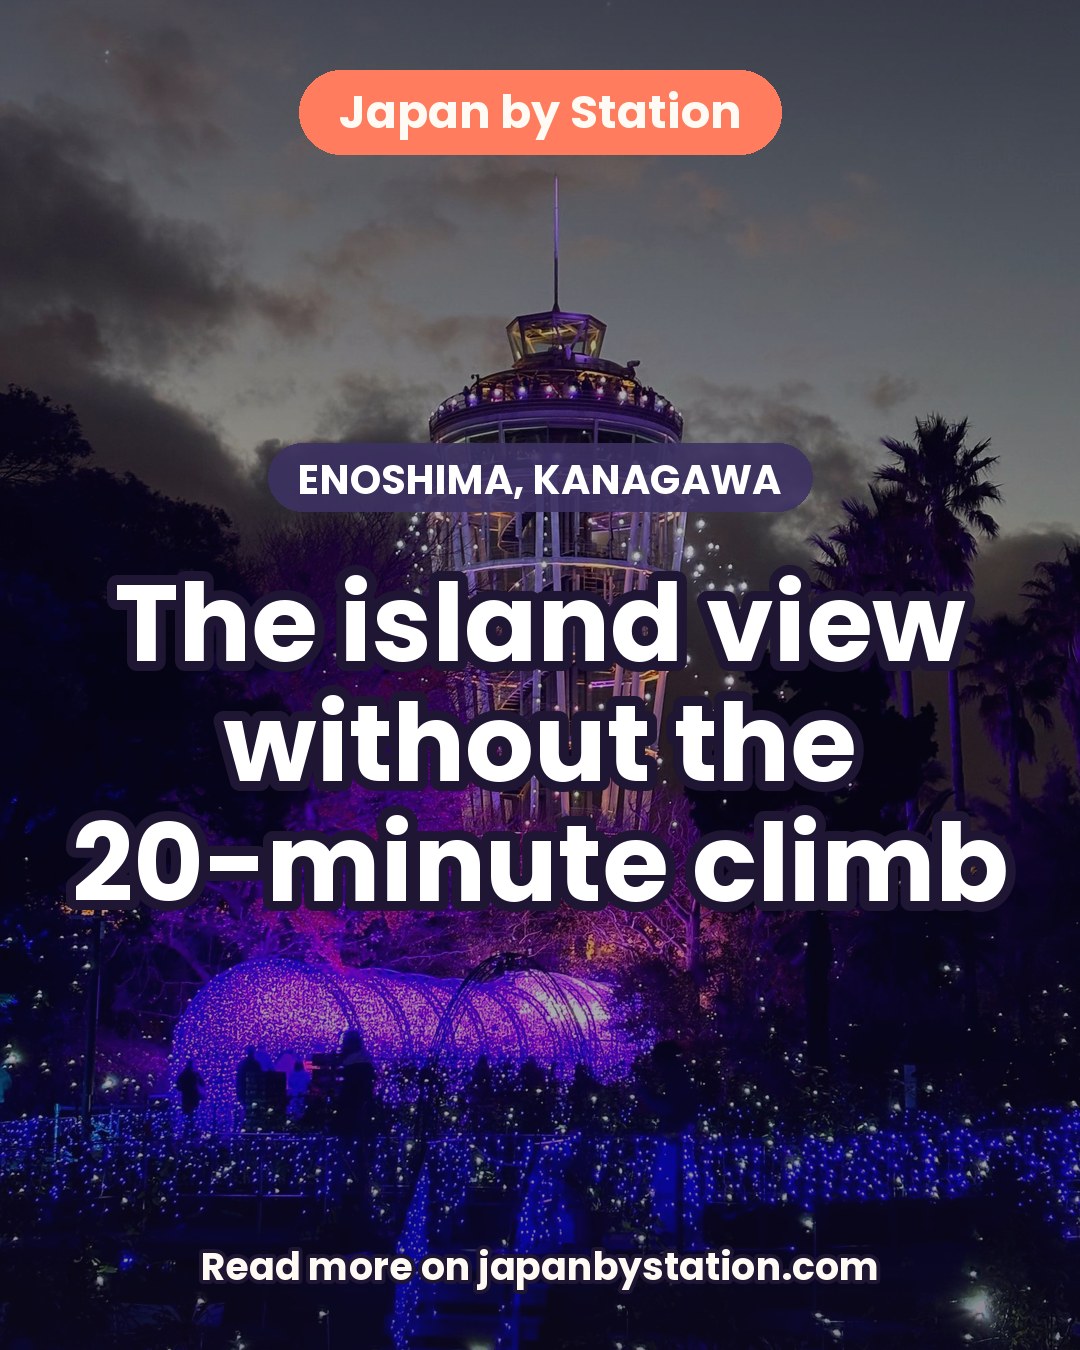 Japan by Station
ENOSHIMA, KANAGAWA
The island view
without the
20-minute climb
Read more on japanbystation.com